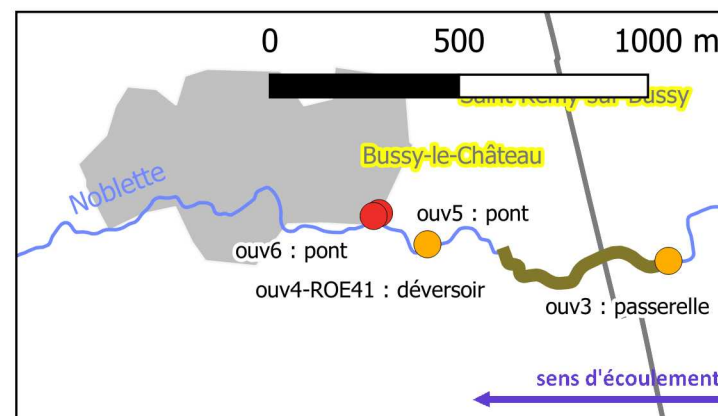 0 500 1000 m
Saint-Rémy-sur-Bussy
Bussy-le-Château
Noblette
ouv5 : pont
ouv6 : pont
ouv4-ROE41 : déversoir
ouv3 : passerelle
sens d'écoulement